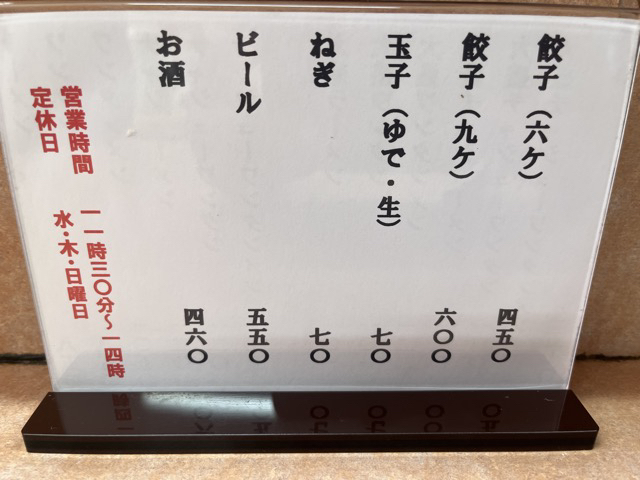 餃子（六ケ） 四五〇
餃子（九ケ） 六〇〇
玉子（ゆで・生） 七〇
ねぎ 七〇
ビール 五五〇
お酒 四六〇
営業時間 一一時三〇分～一四時
定休日 水・木・日曜日